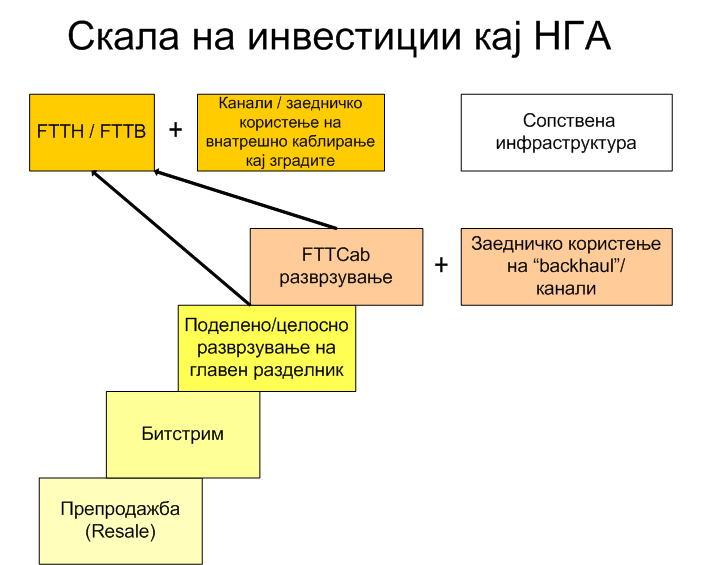 Скала на инвестиции кај НГА
FTTH / FTTB
+
Канали / заедничко
користење на
внатрешно каблирање
кај зградите
Сопствена
инфраструктура
FTTCab
разврзување
+
Заедничко користење
на “backhaul”/
канали
Поделено/целосно
разврзување на
главен разделник
Битстрим
Препродажба
(Resale)